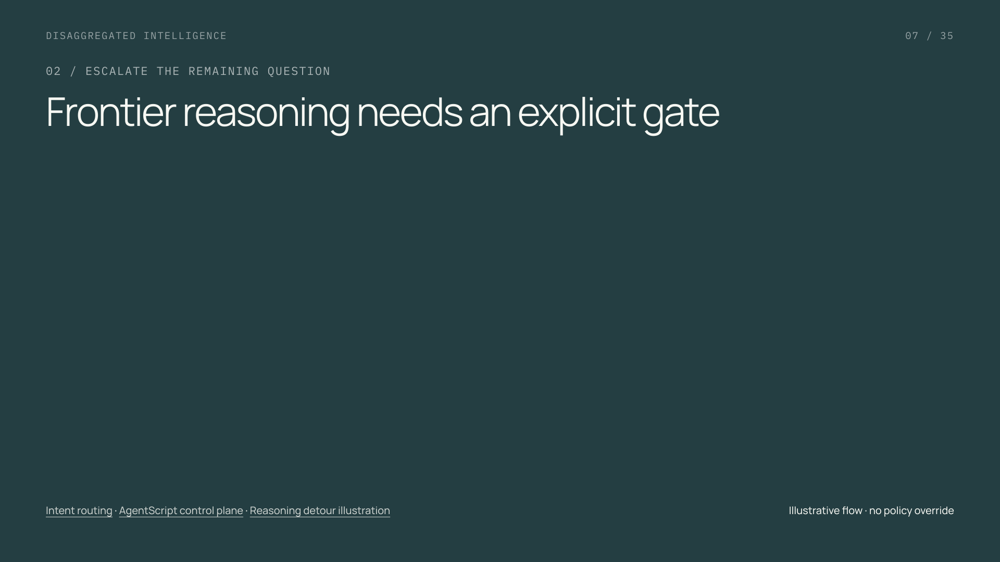 DISAGGREGATED INTELLIGENCE
07 / 35
02 / ESCALATE THE REMAINING QUESTION
Frontier reasoning needs an explicit gate
Intent routing · AgentScript control plane · Reasoning detour illustration
Illustrative flow · no policy override